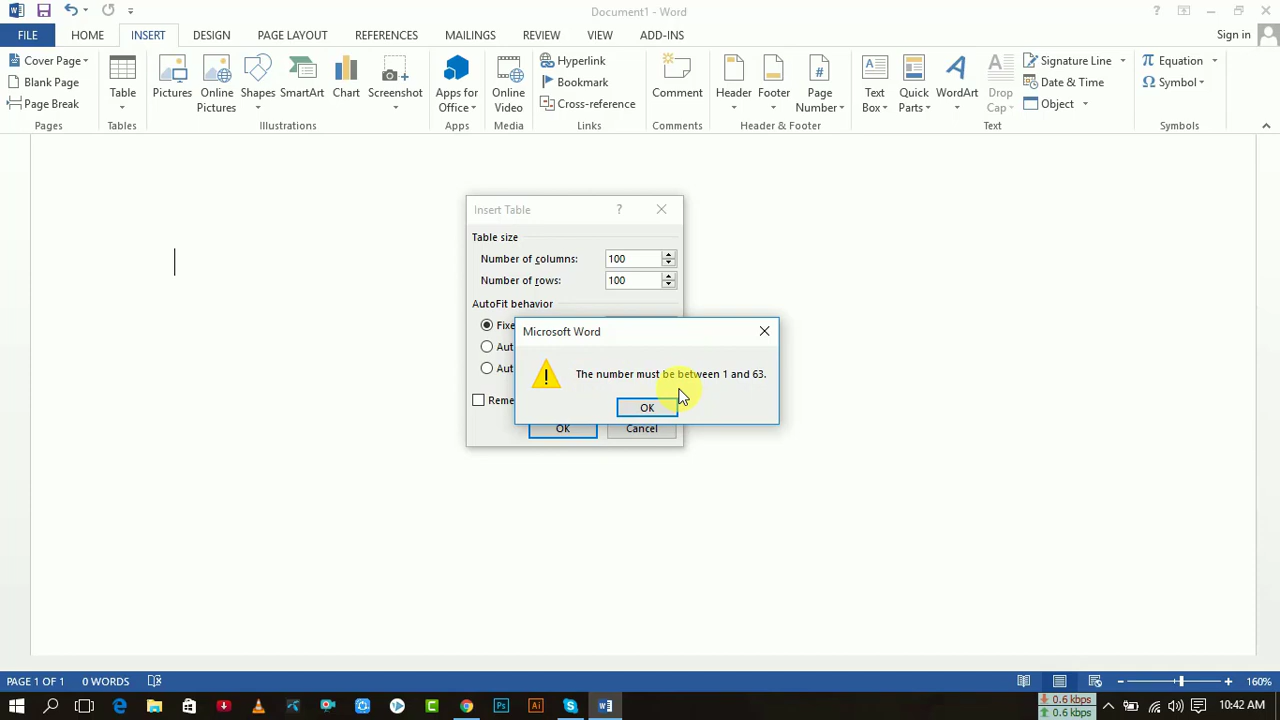 Document1 - Word
?
FILE
HOME
INSERT
DESIGN
PAGE LAYOUT
REFERENCES
MAILINGS
REVIEW
VIEW
ADD-INS
Sign in
Cover Page
Blank Page
Page Break
Pages
Table
Tables
Pictures
Online
Pictures
Shapes
SmartArt
Chart
Screenshot
Illustrations
Apps for
Office
Apps
Online
Video
Media
Hyperlink
Bookmark
Cross-reference
Links
Comment
Comments
Header
Footer
Page
Number
Header & Footer
Text
Box
Quick
Parts
WordArt
Drop
Cap
Signature Line
Date & Time
Object
Text
Equation
Symbol
Symbols
Insert Table
?
Table size
Number of columns:
100
Number of rows:
100
AutoFit behavior
Fixe
Aut
Aut
Reme
OK
Cancel
Microsoft Word
The number must be between 1 and 63.
OK
PAGE 1 OF 1
0 WORDS
160%
0.6 kbps
0.6 kbps
10:42 AM